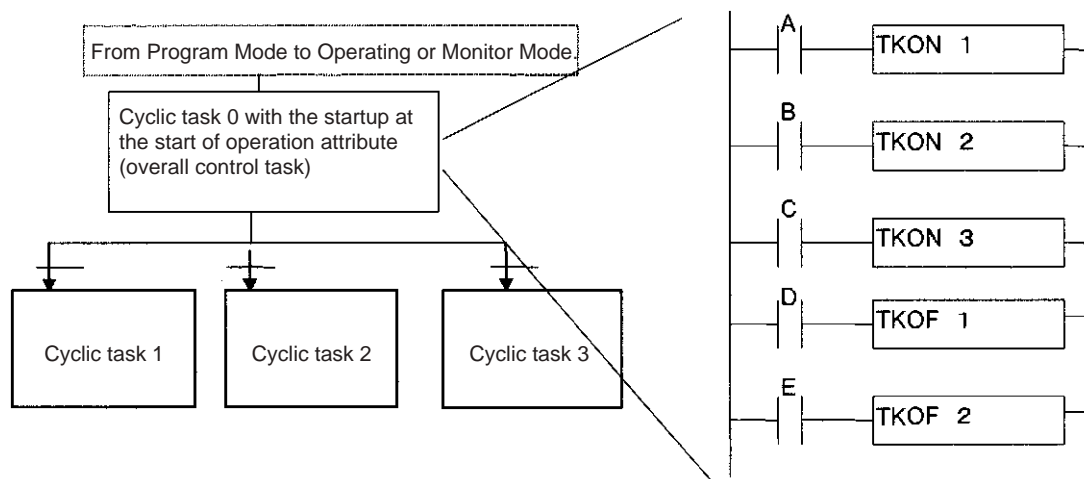 From Program Mode to Operating or Monitor Mode.
Cyclic task 0 with the startup at
the start of operation attribute
(overall control task)
Cyclic task 1
Cyclic task 2
Cyclic task 3
A
TKON 1
B
TKON 2
C
TKON 3
D
TKOF 1
E
TKOF 2